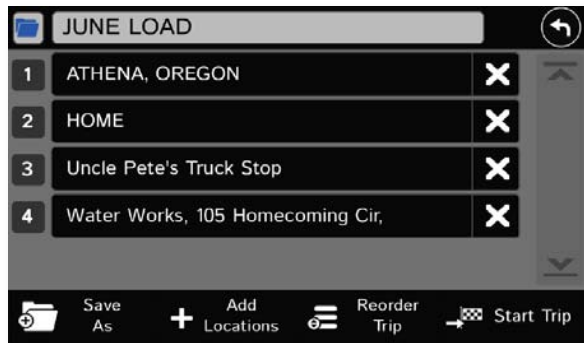 JUNE LOAD
1 ATHENA, OREGON
2 HOME
3 Uncle Pete's Truck Stop
4 Water Works, 105 Homecoming Cir,
Save As
Add Locations
Reorder Trip
Start Trip